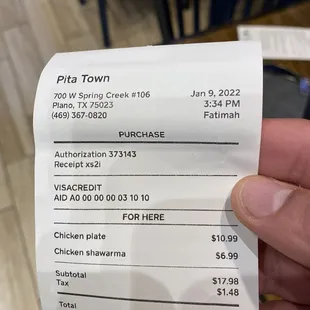 Pita Town
700 W Spring Creek #106 Jan 9, 2022
Plano, TX 75023 3:34 PM
(469) 367-0820 Fatimah
PURCHASE
Authorization 373143
Receipt xs2i
VISACREDIT
AID A0 00 00 00 03 10 10
FOR HERE
Chicken plate $10.99
Chicken shawarma $6.99
Subtotal $17.98
Tax $1.48
Total